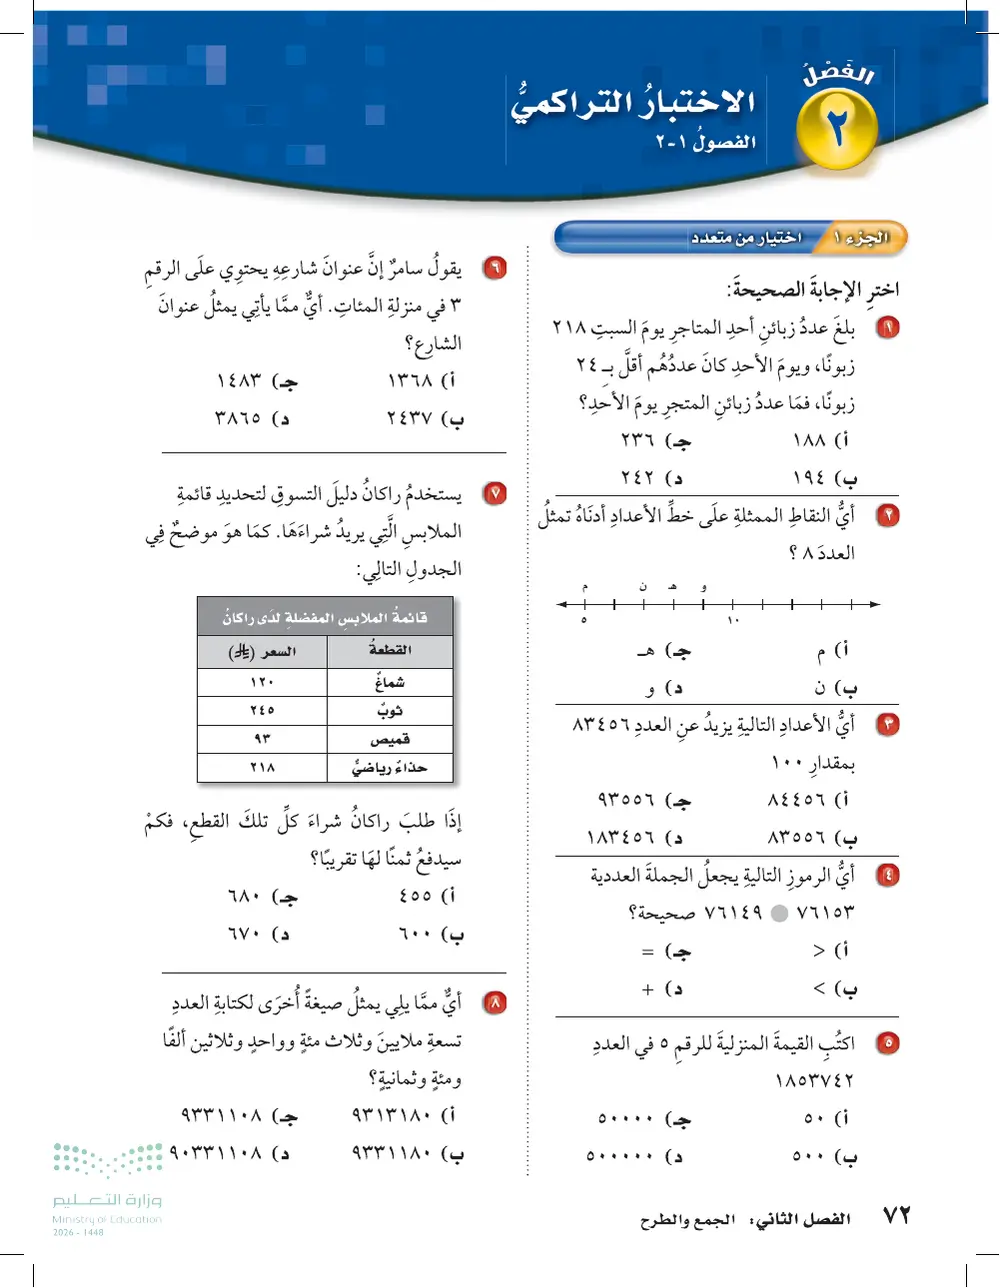 الفَصْلُ
٢
الاختبارُ التراكميُّ
الفصولُ ١-٢
الجزء ١ اختيار من متعدد
اخترِ الإجابةَ الصحيحةَ:
١ بلغَ عددُ زبائنِ أحدِ المتاجرِ يومَ السبتِ ٢١٨
زبونًا، ويومَ الأحدِ كانَ عددُهُم أقلَّ بـِ ٢٤
زبونًا، فمَا عددُ زبائنِ المتجرِ يومَ الأحَدِ؟
أ) ١٨٨ جـ) ٢٣٦
ب) ١٩٤ د) ٢٤٢
٢ أيُّ النقاطِ الممثلةِ علَى خطِّ الأعدادِ أدنَاهُ تمثلُ
العددَ ٨ ؟
م ن هـ و
٥ ١٠
أ) م جـ) هـ
ب) ن د) و
٣ أيُّ الأعدادِ التاليةِ يزيدُ عنِ العددِ ٨٣٤٥٦
بمقدارِ ١٠٠
أ) ٨٤٤٥٦ جـ) ٩٣٥٥٦
ب) ٨٣٥٥٦ د) ١٨٣٤٥٦
٤ أيُّ الرموزِ التاليةِ يجعلُ الجملةَ العددية
٧٦١٥٣ ● ٧٦١٤٩ صحيحة؟
أ) > جـ) =
ب) < د) +
٥ اكتُبِ القيمةَ المنزليةَ للرقمِ ٥ في العددِ
١٨٥٣٧٤٢
أ) ٥٠ جـ) ٥٠٠٠٠
ب) ٥٠٠ د) ٥٠٠٠٠٠
٦ يقولُ سامرٌ إنَّ عنوانَ شارعِهِ يحتوِي علَى الرقمِ
٣ في منزلةِ المئاتِ. أيٌّ ممَّا يأتِي يمثلُ عنوانَ
الشارِعِ؟
أ) ١٣٦٨ جـ) ١٤٨٣
ب) ٢٤٣٧ د) ٣٨٦٥
٧ يستخدمُ راكانُ دليلَ التسوقِ لتحديدِ قائمةِ
الملابسِ الَّتِي يريدُ شراءَهَا. كمَا هوَ موضحٌ فِي
الجدولِ التالِي:
قائمةُ الملابسِ المفضلةِ لدَى راكانُ
القطعةُ السعر (⃁)
شماغٌ ١٢٠
ثوبٌ ٢٤٥
قميص ٩٣
حذاءٌ رياضيٌّ ٢١٨
إذَا طلبَ راكانُ شراءَ كلِّ تلكَ القطعِ، فكمْ
سيدفعُ ثمنًا لهَا تقريبًا؟
أ) ٤٥٥ جـ) ٦٨٠
ب) ٦٠٠ د) ٦٧٠
٨ أيٌّ ممَّا يلِي يمثلُ صيغةً أُخرَى لكتابةِ العددِ
تسعةِ ملايينَ وثلاث مئةٍ وواحدٍ وثلاثين ألفًا
ومئةٍ وثمانيةٍ؟
أ) ٩٣١٣١٨٠ جـ) ٩٣٣١١٠٨
ب) ٩٣٣١١٨٠ د) ٩٠٣٣١١٠٨
وزارة التعليم
Ministry of Education
2026 - 1448
٧٢ الفصل الثاني: الجمع والطرح